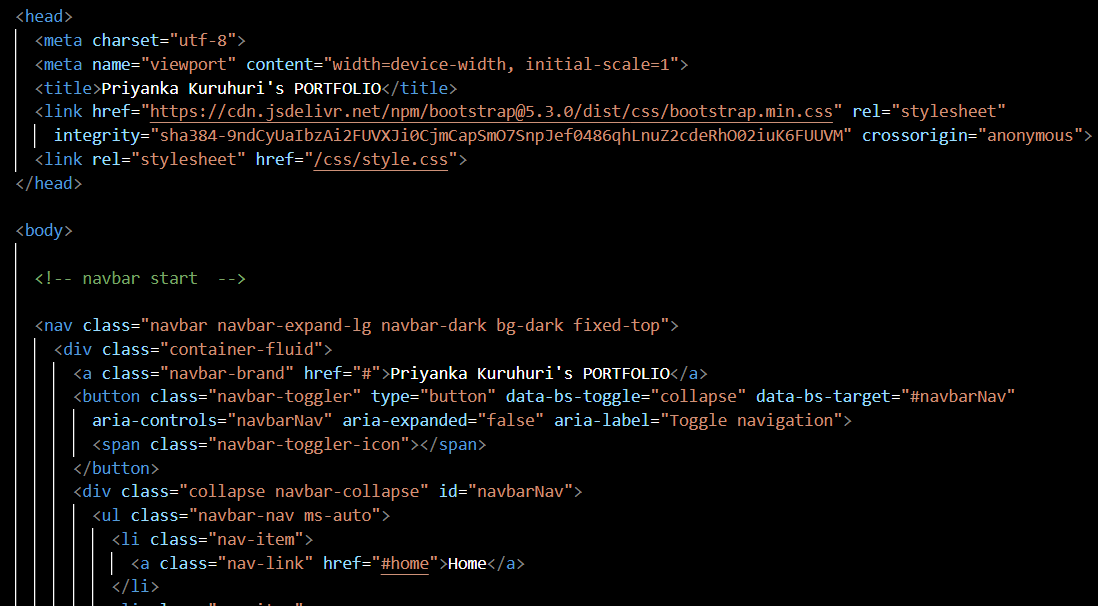 <head>
<meta charset="utf-8">
<meta name="viewport" content="width=device-width, initial-scale=1">
<title>Priyanka Kuruhuri's PORTFOLIO</title>
<link href="https://cdn.jsdelivr.net/npm/bootstrap@5.3.0/dist/css/bootstrap.min.css" rel="stylesheet"
integrity="sha384-9ndCyUaIbzAi2FUVXJi0CjmCapSmO7SnpJef0486qhLnuZ2cdeRhO02iuK6FUUVM" crossorigin="anonymous">
<link rel="stylesheet" href="/css/style.css">
</head>
<body>
<!-- navbar start  -->
<nav class="navbar navbar-expand-lg navbar-dark bg-dark fixed-top">
<div class="container-fluid">
<a class="navbar-brand" href="#">Priyanka Kuruhuri's PORTFOLIO</a>
<button class="navbar-toggler" type="button" data-bs-toggle="collapse" data-bs-target="#navbarNav"
aria-controls="navbarNav" aria-expanded="false" aria-label="Toggle navigation">
<span class="navbar-toggler-icon"></span>
</button>
<div class="collapse navbar-collapse" id="navbarNav">
<ul class="navbar-nav ms-auto">
<li class="nav-item">
<a class="nav-link" href="#home">Home</a>
</li>